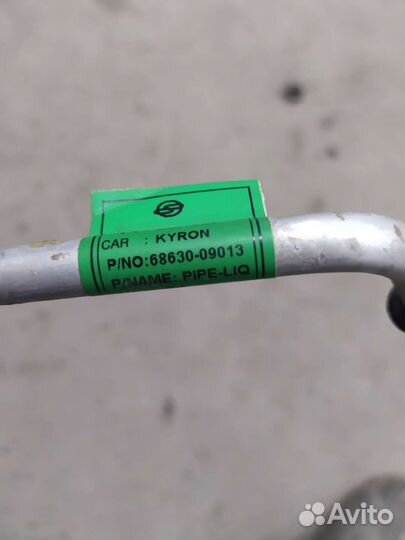 CAR : KYRON
P/NO:68630-09013
P/NAME: PIPE-LIQ
Avito